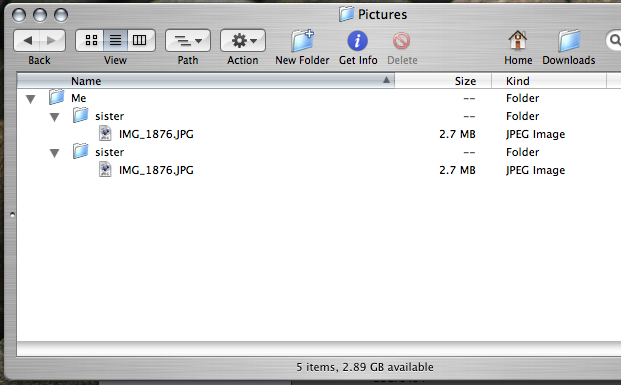 Pictures
Back View Path Action New Folder Get Info Delete Home Downloads
Name Size Kind
Me -- Folder
sister -- Folder
IMG_1876.JPG 2.7 MB JPEG Image
sister -- Folder
IMG_1876.JPG 2.7 MB JPEG Image
5 items, 2.89 GB available